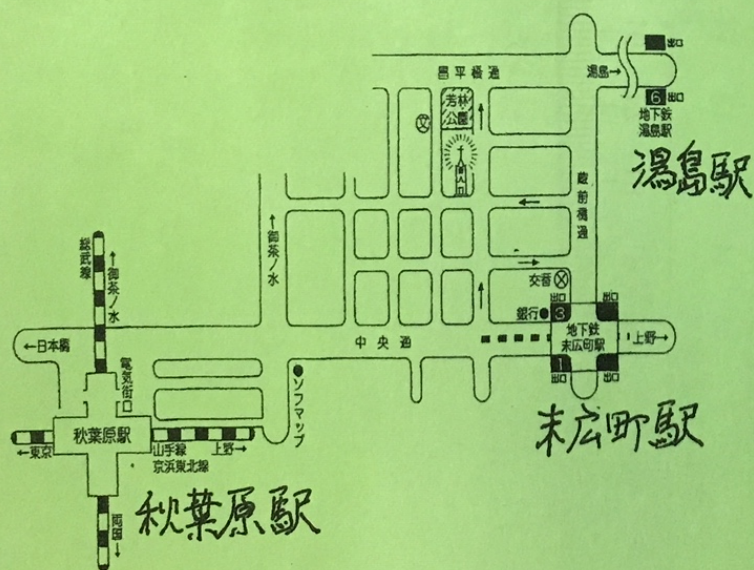 昌平橋通
湯島→
出口
6 出口
地下鉄
湯島駅
湯島駅
芳林
公園
文
入口
蔵前橋通
←御茶ノ水
総武線
←御茶ノ水
交番
出口
銀行
3
出口
地下鉄
末広町駅
上野→
1
出口
出口
中央通
←日本橋
電気街口
ソフマップ
秋葉原駅
←東京
山手線
京浜東北線
上野→
両国→
末広町駅
秋葉原駅